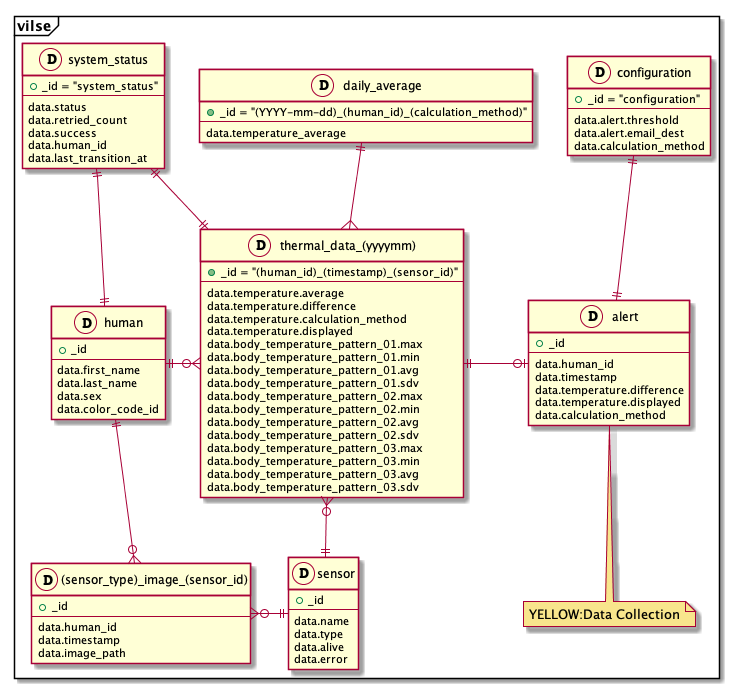 vilse
D system_status
_id = "system_status"
data.status
data.retried_count
data.success
data.human_id
data.last_transition_at
D daily_average
_id = "(YYYY-mm-dd)_(human_id)_(calculation_method)"
data.temperature_average
D configuration
_id = "configuration"
data.alert.threshold
data.alert.email_dest
data.calculation_method
D thermal_data_(yyyymm)
_id = "(human_id)_(timestamp)_(sensor_id)"
data.temperature.average
data.temperature.difference
data.temperature.calculation_method
data.temperature.displayed
data.body_temperature_pattern_01.max
data.body_temperature_pattern_01.min
data.body_temperature_pattern_01.avg
data.body_temperature_pattern_01.sdv
data.body_temperature_pattern_02.max
data.body_temperature_pattern_02.min
data.body_temperature_pattern_02.avg
data.body_temperature_pattern_02.sdv
data.body_temperature_pattern_03.max
data.body_temperature_pattern_03.min
data.body_temperature_pattern_03.avg
data.body_temperature_pattern_03.sdv
D human
_id
data.first_name
data.last_name
data.sex
data.color_code_id
D alert
_id
data.human_id
data.timestamp
data.temperature.difference
data.temperature.displayed
data.calculation_method
D (sensor_type)_image_(sensor_id)
_id
data.human_id
data.timestamp
data.image_path
D sensor
_id
data.name
data.type
data.alive
data.error
YELLOW:Data Collection